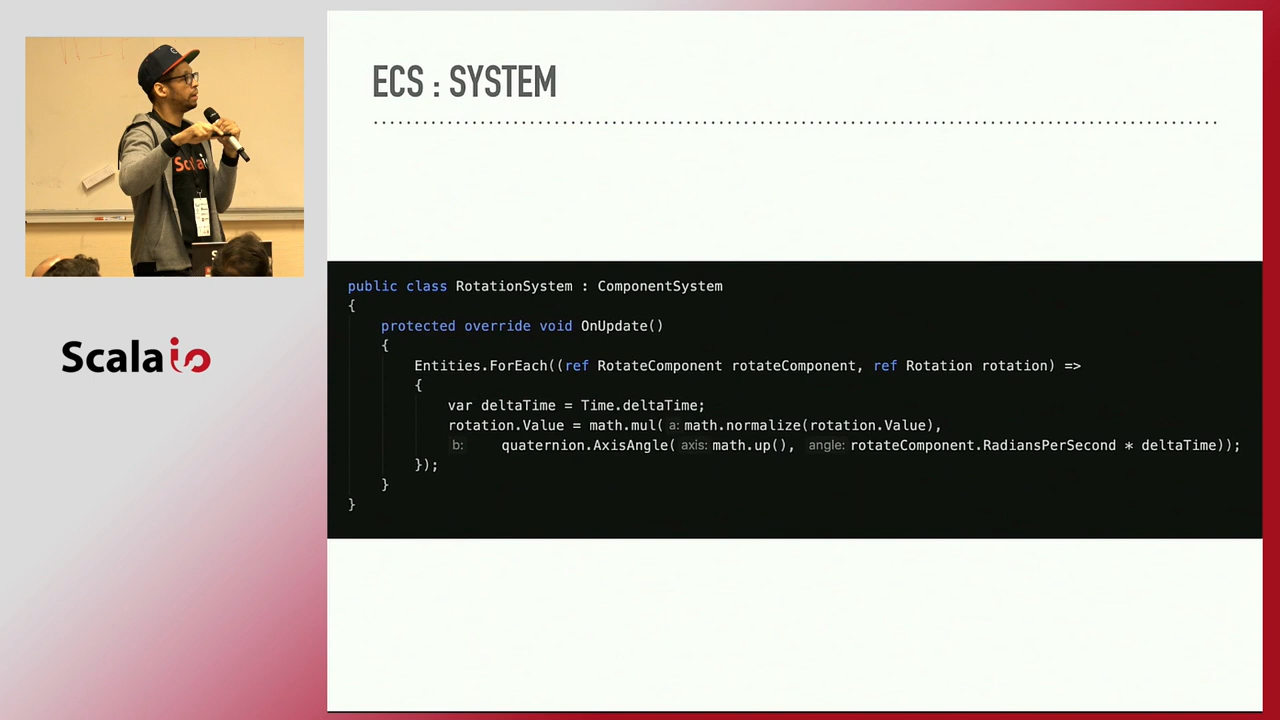 ECS : SYSTEM
public class RotationSystem : ComponentSystem
{
protected override void OnUpdate()
{
Entities.ForEach((ref RotateComponent rotateComponent, ref Rotation rotation) =>
{
var deltaTime = Time.deltaTime;
rotation.Value = math.mul( a: math.normalize(rotation.Value),
b: quaternion.AxisAngle( axis: math.up(), angle: rotateComponent.RadiansPerSecond * deltaTime));
});
}
}
Scala io